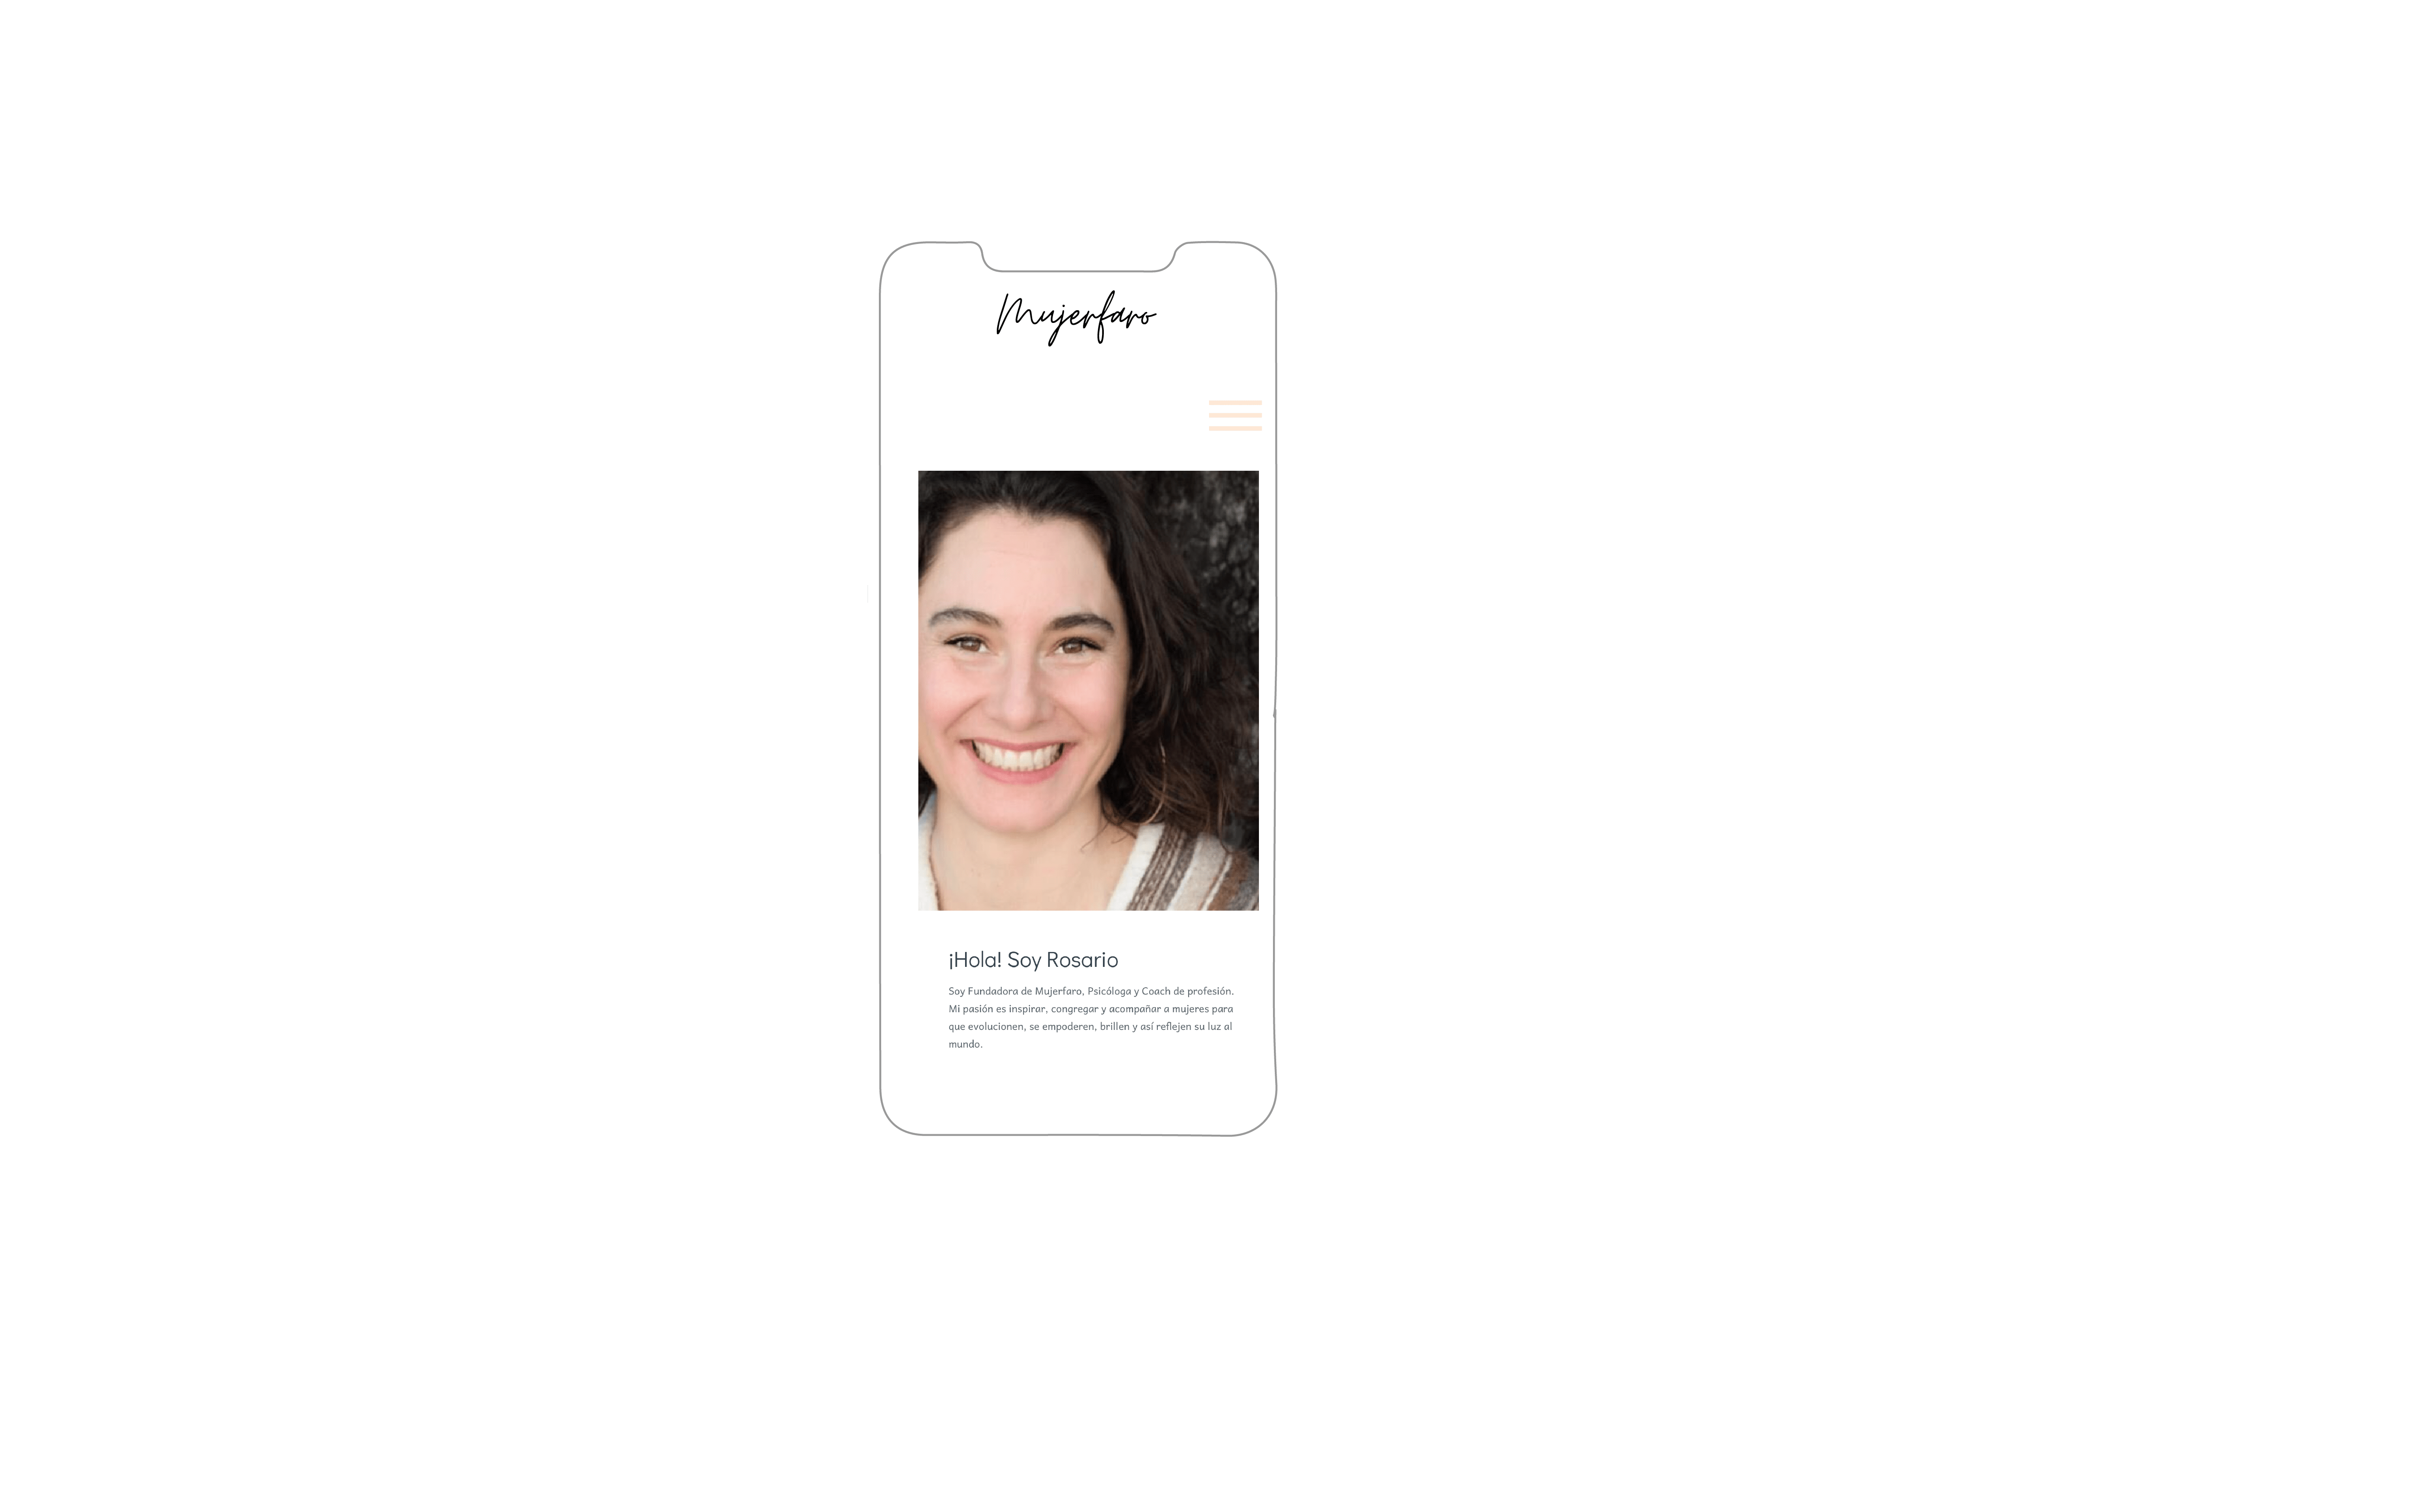 Mujerfaro
¡Hola! Soy Rosario
Soy Fundadora de Mujerfaro, Psicóloga y Coach de profesión.
Mi pasión es inspirar, congregar y acompañar a mujeres para
que evolucionen, se empoderen, brillen y así reflejen su luz al
mundo.